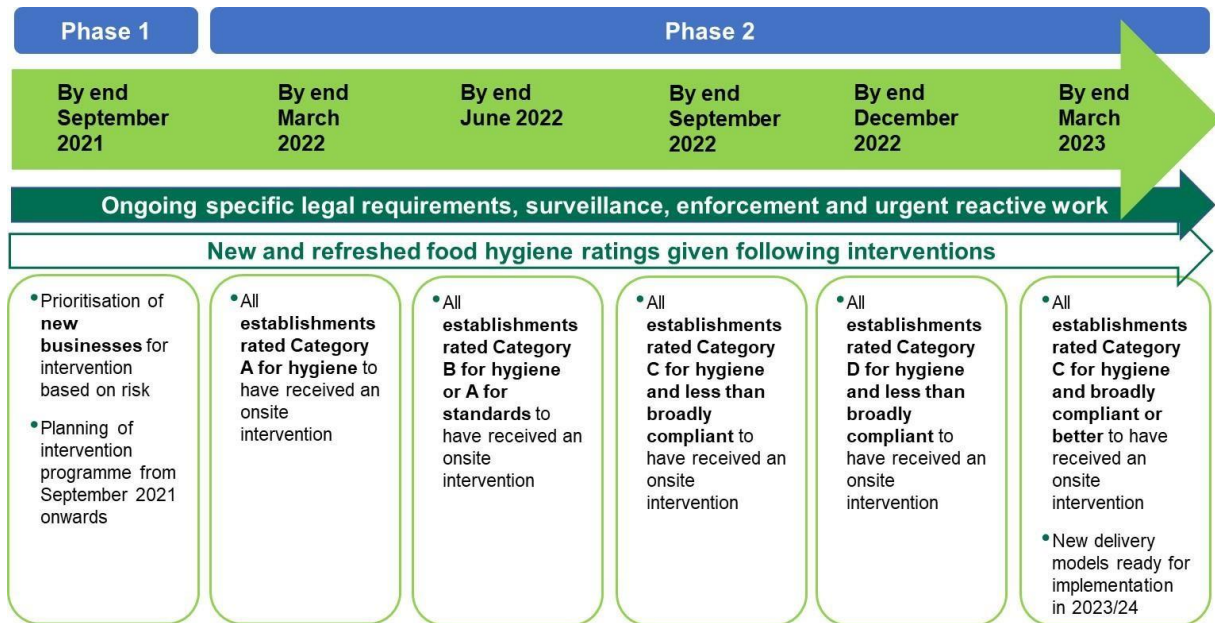 Phase 1
Phase 2
By end
September
2021
By end
March
2022
By end
June 2022
By end
September
2022
By end
December
2022
By end
March
2023
Ongoing specific legal requirements, surveillance, enforcement and urgent reactive work
New and refreshed food hygiene ratings given following interventions
•Prioritisation of
new
businesses for
intervention
based on risk
•Planning of
intervention
programme from
September 2021
onwards
•All
establishments
rated Category
A for hygiene to
have received an
onsite
intervention
•All
establishments
rated Category
B for hygiene
or A for
standards to
have received an
onsite
intervention
•All
establishments
rated Category
C for hygiene
and less than
broadly
compliant to
have received an
onsite
intervention
•All
establishments
rated Category
D for hygiene
and less than
broadly
compliant to
have received an
onsite
intervention
•All
establishments
rated Category
C for hygiene
and broadly
compliant or
better to have
received an
onsite
intervention
•New delivery
models ready for
implementation
in 2023/24